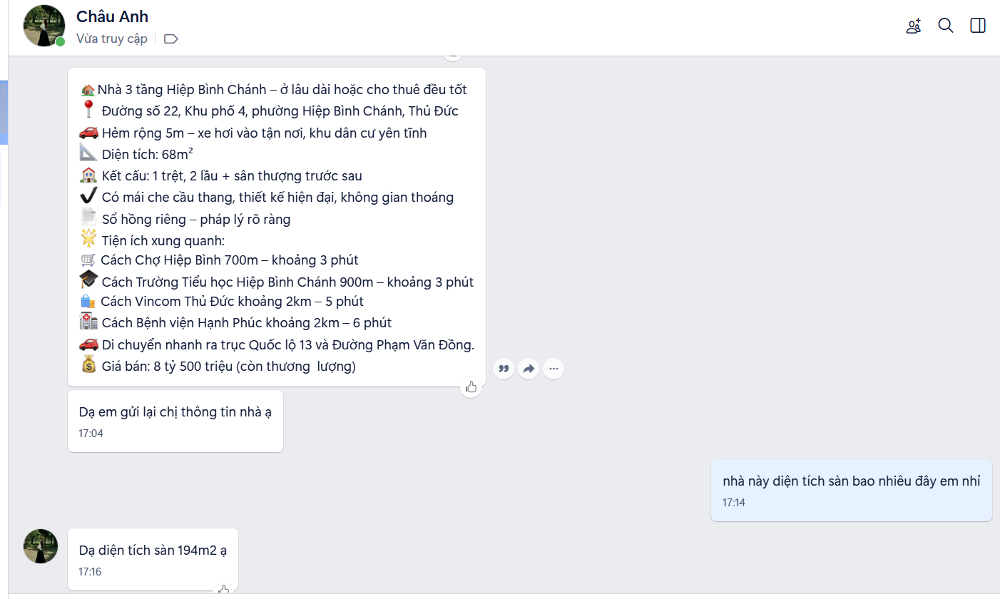 Châu Anh
Vừa truy cập
Nhà 3 tầng Hiệp Bình Chánh – ở lâu dài hoặc cho thuê đều tốt
Đường số 22, Khu phố 4, phường Hiệp Bình Chánh, Thủ Đức
Hẻm rộng 5m – xe hơi vào tận nơi, khu dân cư yên tĩnh
Diện tích: 68m²
Kết cấu: 1 trệt, 2 lầu + sân thượng trước sau
Có mái che cầu thang, thiết kế hiện đại, không gian thoáng
Sổ hồng riêng – pháp lý rõ ràng
Tiện ích xung quanh:
Cách Chợ Hiệp Bình 700m – khoảng 3 phút
Cách Trường Tiểu học Hiệp Bình Chánh 900m – khoảng 3 phút
Cách Vincom Thủ Đức khoảng 2km – 5 phút
Cách Bệnh viện Hạnh Phúc khoảng 2km – 6 phút
Di chuyển nhanh ra trục Quốc lộ 13 và Đường Phạm Văn Đồng.
Giá bán: 8 tỷ 500 triệu (còn thương  lượng)
Dạ em gửi lại chị thông tin nhà ạ
17:04
nhà này diện tích sàn bao nhiêu đây em nhỉ
17:14
Dạ diện tích sàn 194m2 ạ
17:16